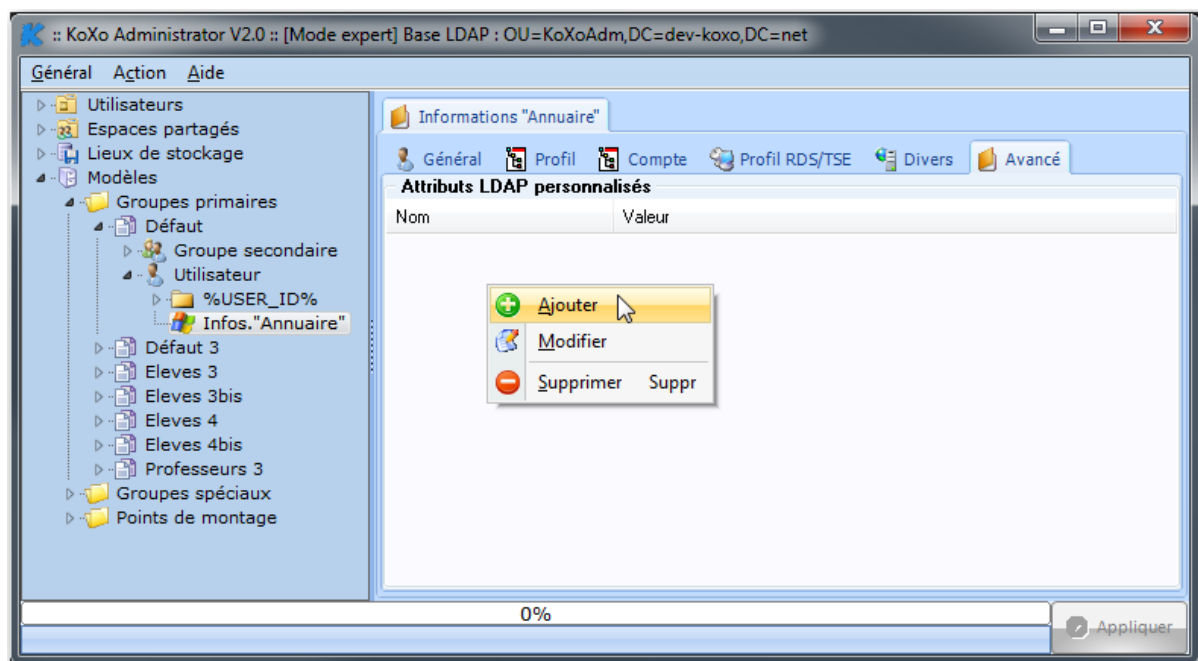 :: KoXo Administrator V2.0 :: [Mode expert] Base LDAP : OU=KoXoAdm,DC=dev-koxo,DC=net
Général Action Aide
Utilisateurs
Espaces partagés
Lieux de stockage
Modèles
Groupes primaires
Défaut
Groupe secondaire
Utilisateur
%USER_ID%
Infos."Annuaire"
Défaut 3
Eleves 3
Eleves 3bis
Eleves 4
Eleves 4bis
Professeurs 3
Groupes spéciaux
Points de montage
Informations "Annuaire"
Général Profil Compte Profil RDS/TSE Divers Avancé
Attributs LDAP personnalisés
Nom Valeur
Ajouter
Modifier
Supprimer Suppr
0%
Appliquer